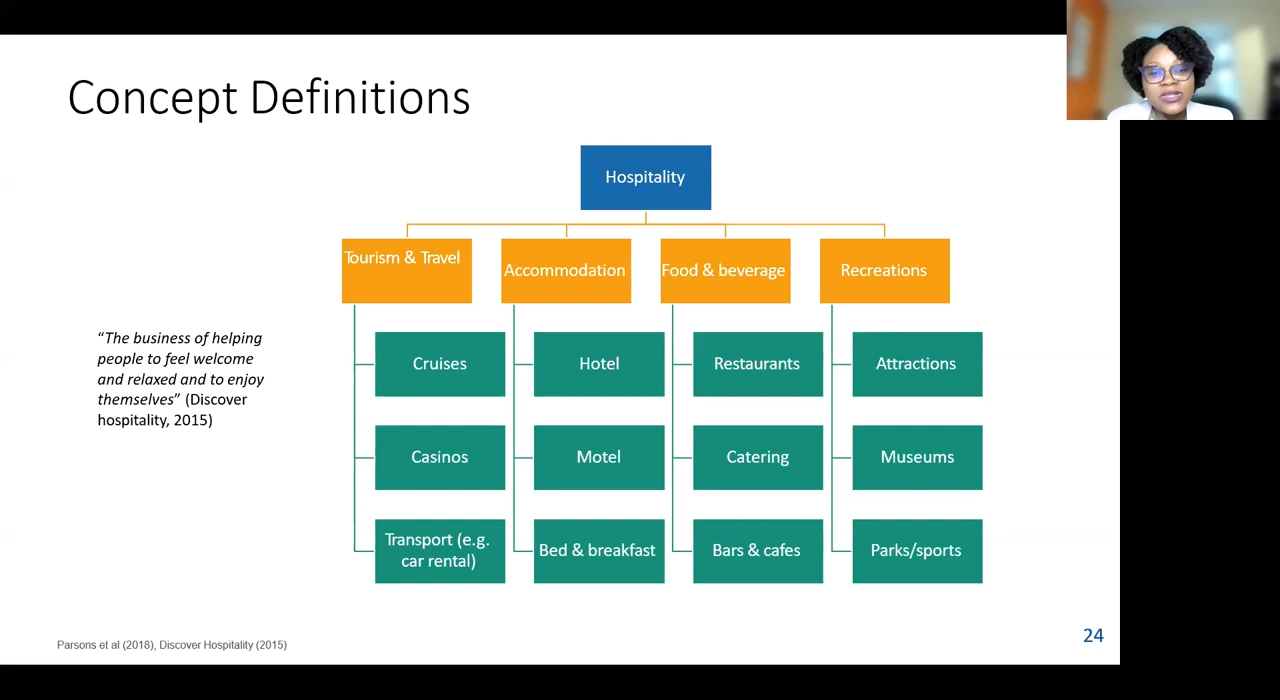 Concept Definitions
Hospitality
Tourism & Travel
Accommodation
Food & beverage
Recreations
"The business of helping
people to feel welcome
and relaxed and to enjoy
themselves" (Discover
hospitality, 2015)
Cruises
Hotel
Restaurants
Attractions
Casinos
Motel
Catering
Museums
Transport (e.g.
car rental)
Bed & breakfast
Bars & cafes
Parks/sports
Parsons et al (2018), Discover Hospitality (2015)
24